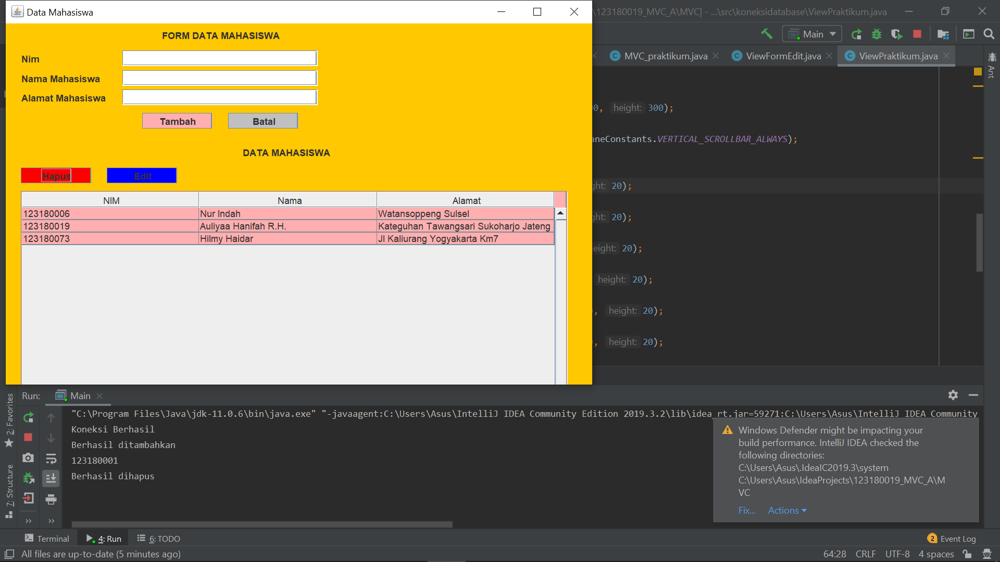 Data Mahasiswa
\123180019_MVC_A\MVC] - ...\src\koneksidatabase\ViewPraktikum.java
FORM DATA MAHASISWA
Nim
Nama Mahasiswa
Alamat Mahasiswa
Tambah Batal
DATA MAHASISWA
Hapus Edit
NIM Nama Alamat
123180006 Nur Indah Watansoppeng Sulsel
123180019 Auliyaa Hanifah R.H. Kateguhan Tawangsari Sukoharjo Jateng
123180073 Hilmy Haidar Jl Kaliurang Yogyakarta Km7
Main
MVC_praktikum.java ViewFormEdit.java ViewPraktikum.java
Ant
0, height: 300);
aneConstants.VERTICAL_SCROLLBAR_ALWAYS);
ght: 20);
ght: 20);
eight: 20);
height: 20);
, height: 20);
, height: 20);
Run: Main
2: Favorites
7: Structure
"C:\Program Files\Java\jdk-11.0.6\bin\java.exe" "-javaagent:C:\Users\Asus\IntelliJ IDEA Community Edition 2019.3.2\lib\idea_rt.jar=59271:C:\Users\Asus\IntelliJ IDEA Community
Koneksi Berhasil
Berhasil ditambahkan
123180001
Berhasil dihapus
Windows Defender might be impacting your
build performance. IntelliJ IDEA checked the
following directories:
C:\Users\Asus\.IdeaIC2019.3\system
C:\Users\Asus\IdeaProjects\123180019_MVC_A\M
VC
Fix... Actions
Terminal 4: Run 6: TODO
2 Event Log
All files are up-to-date (5 minutes ago)
64:28 CRLF UTF-8 4 spaces